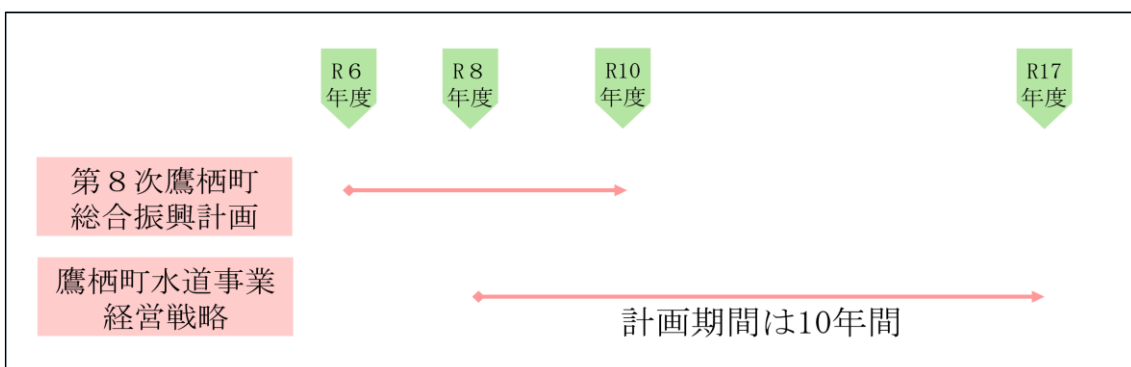 R６
年度
R８
年度
R10
年度
R17
年度
第８次鷹栖町
総合振興計画
鷹栖町水道事業
経営戦略
計画期間は10年間